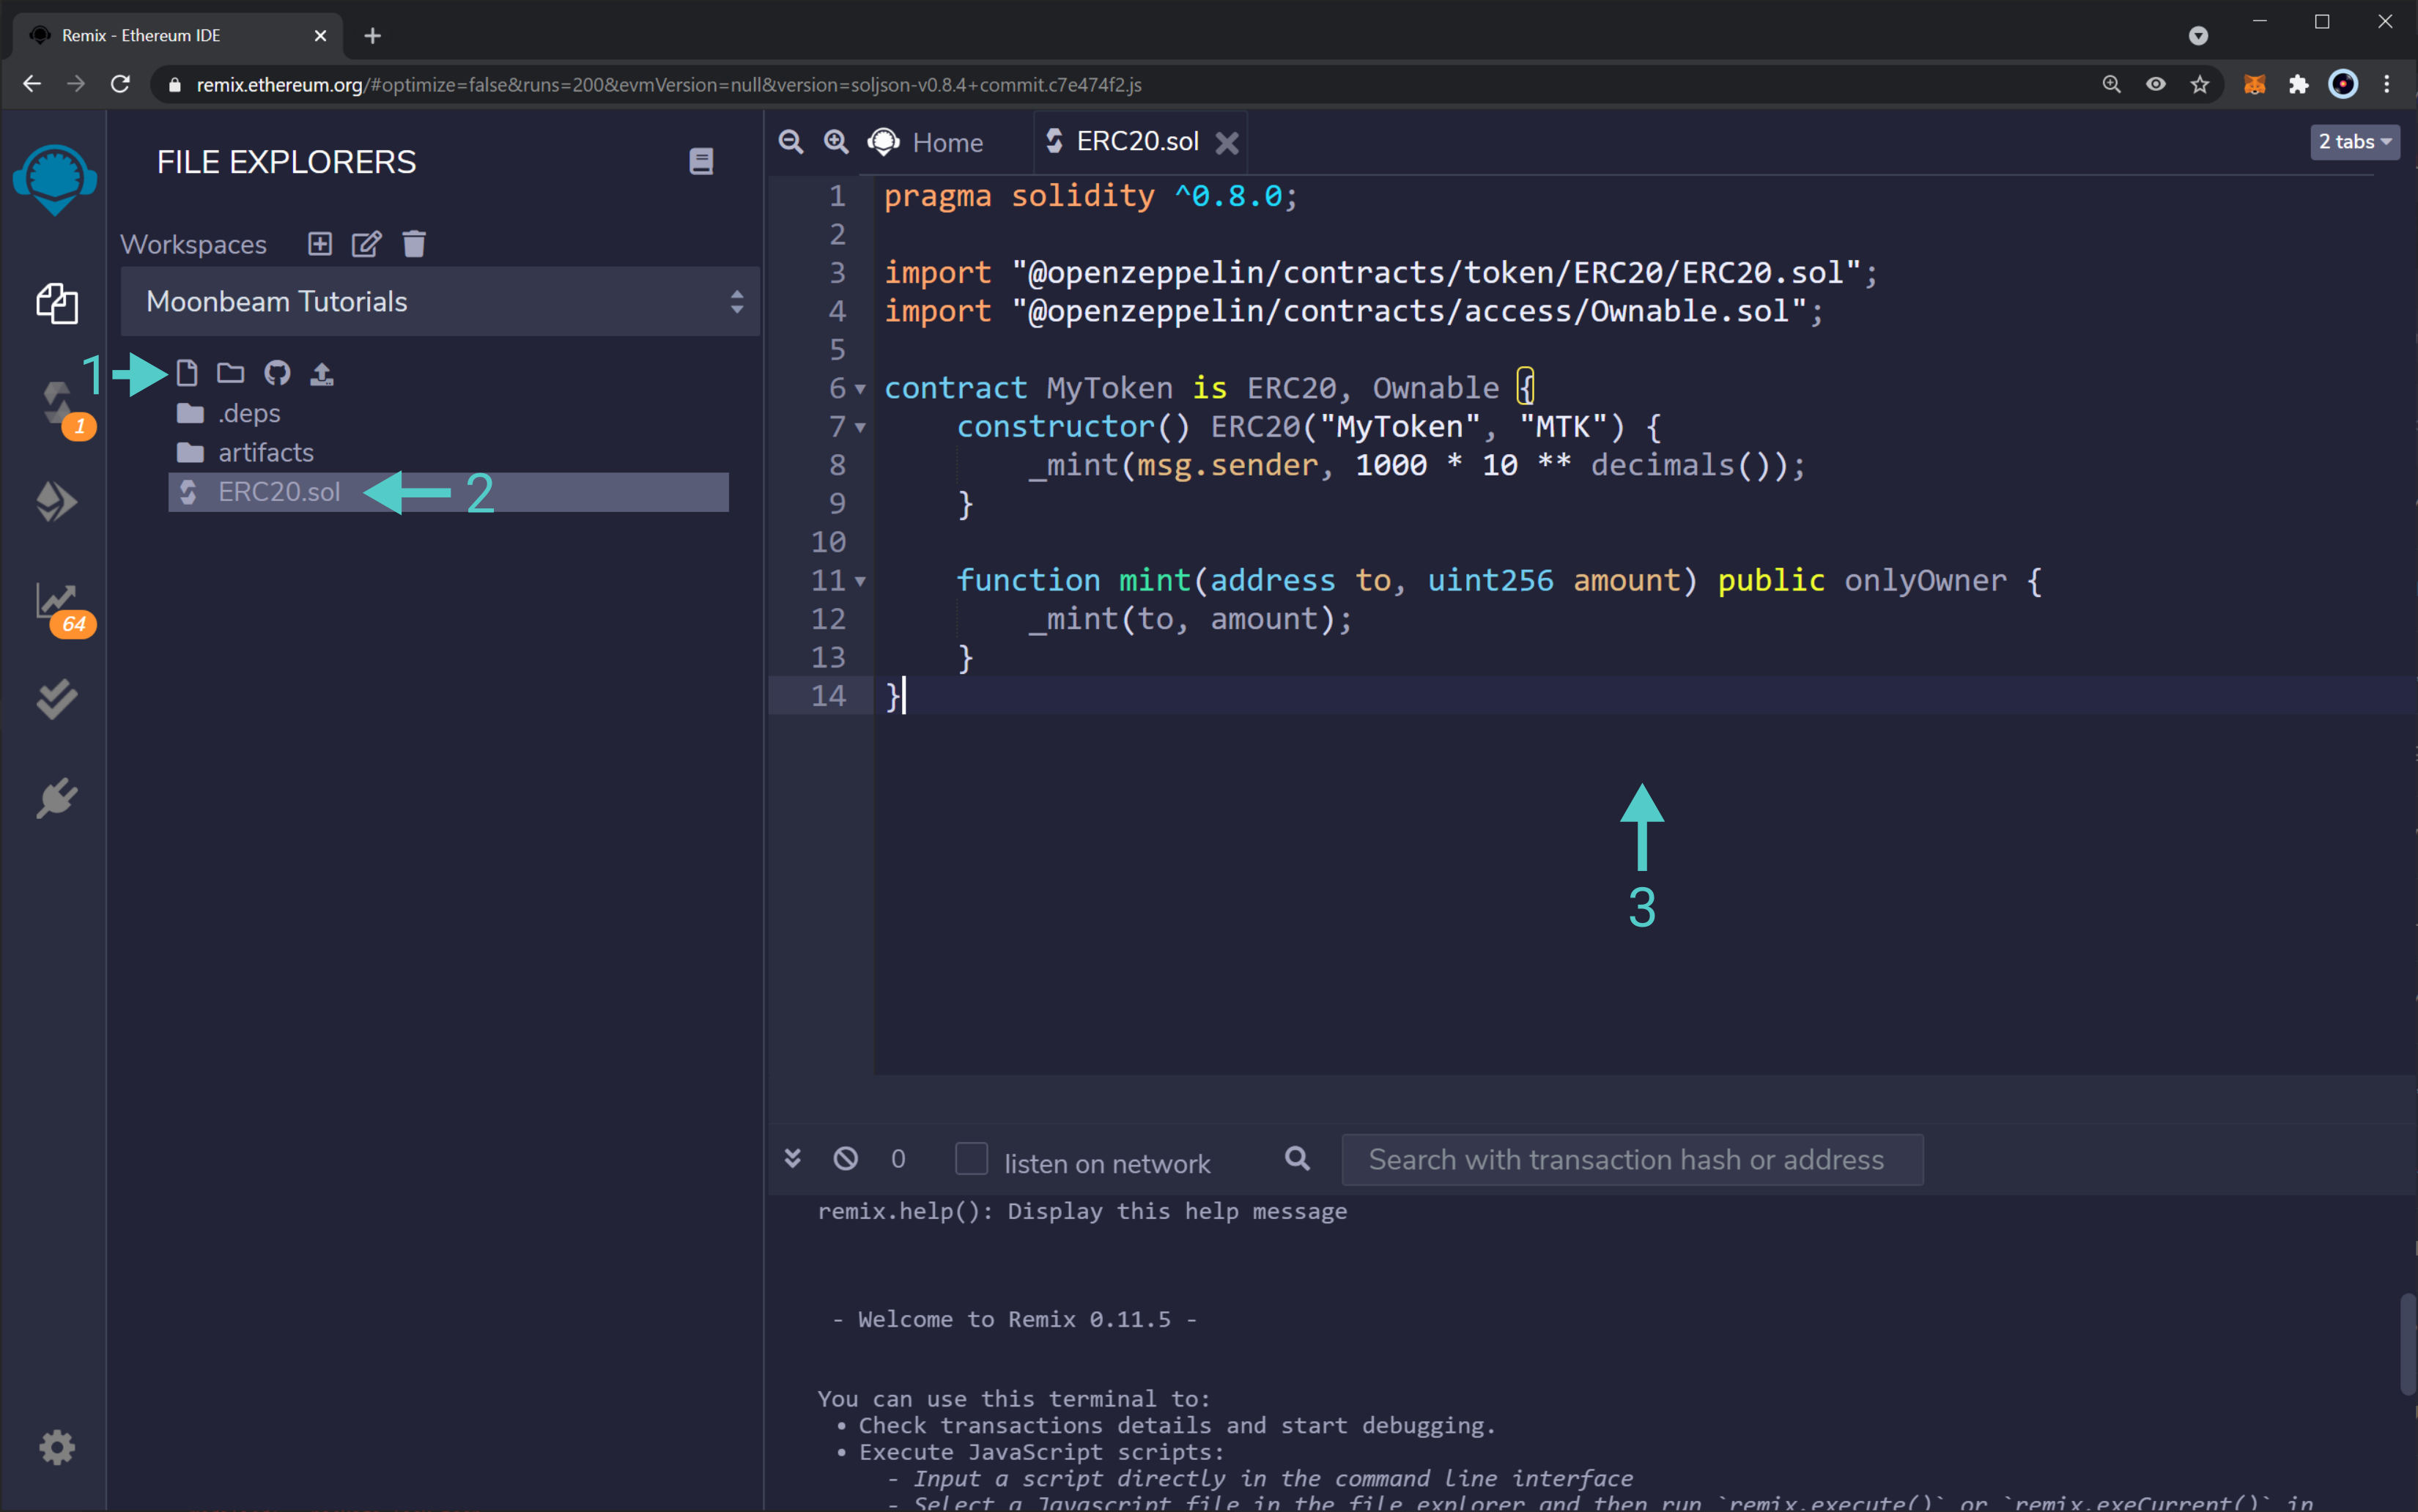 Remix - Ethereum IDE
remix.ethereum.org/#optimize=false&runs=200&evmVersion=null&version=soljson-v0.8.4+commit.c7e474f2.js
FILE EXPLORERS
Workspaces
Moonbeam Tutorials
1
.deps
1
artifacts
ERC20.sol
2
64
Home
ERC20.sol
2 tabs
1 pragma solidity ^0.8.0;
2
3 import "@openzeppelin/contracts/token/ERC20/ERC20.sol";
4 import "@openzeppelin/contracts/access/Ownable.sol";
5
6 contract MyToken is ERC20, Ownable {
7 constructor() ERC20("MyToken", "MTK") {
8 _mint(msg.sender, 1000 * 10 ** decimals());
9 }
10
11 function mint(address to, uint256 amount) public onlyOwner {
12 _mint(to, amount);
13 }
14 }
3
0
listen on network
Search with transaction hash or address
remix.help(): Display this help message
- Welcome to Remix 0.11.5 -
You can use this terminal to:
• Check transactions details and start debugging.
• Execute JavaScript scripts:
- Input a script directly in the command line interface
- Select a Javascript file in the file explorer and then run `remix.execute()` or `remix.exeCurrent()` in